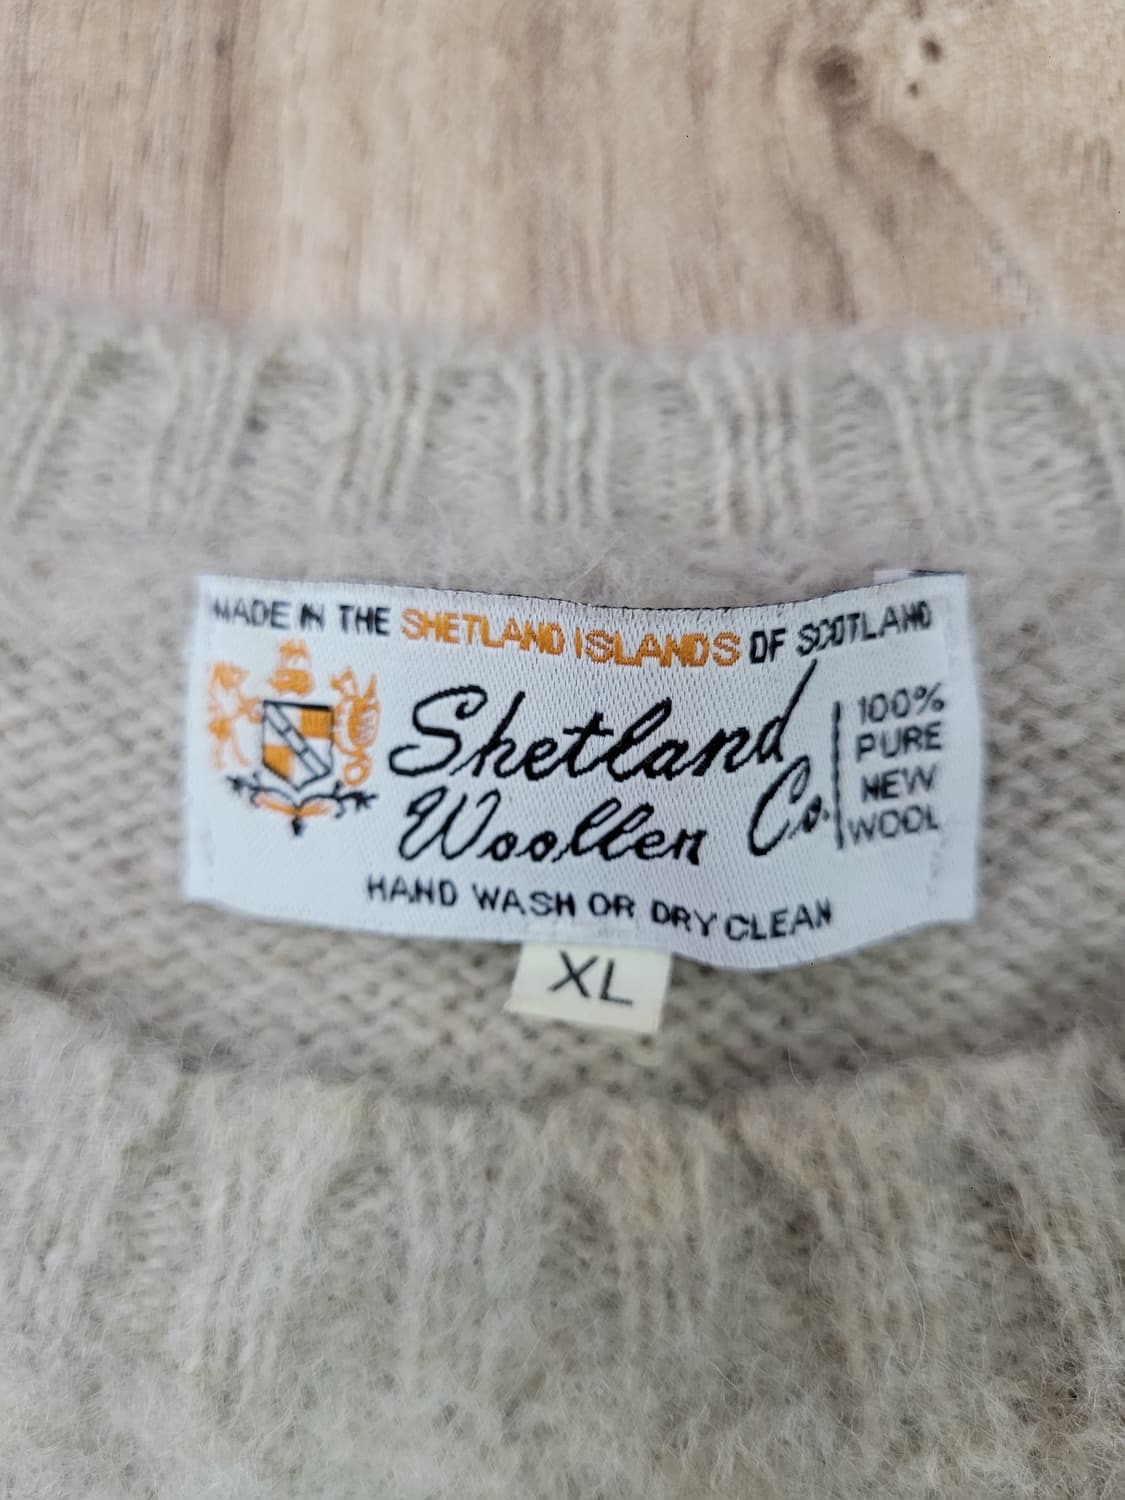 MADE IN THE SHETLAND ISLANDS OF SCOTLAND
Shetland
Woollen Co.
100%
PURE
NEW
WOOL
HAND WASH OR DRY CLEAN
XL